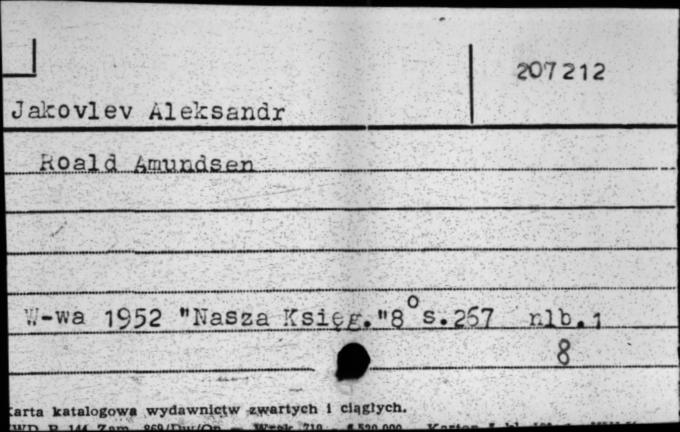 207212
Jakovlev Aleksandr
Roald Amundsen
W-wa 1952 "Nasza Księg."8° s.267 nlb.1
8
Karta katalogowa wydawnictw zwartych i ciągłych.